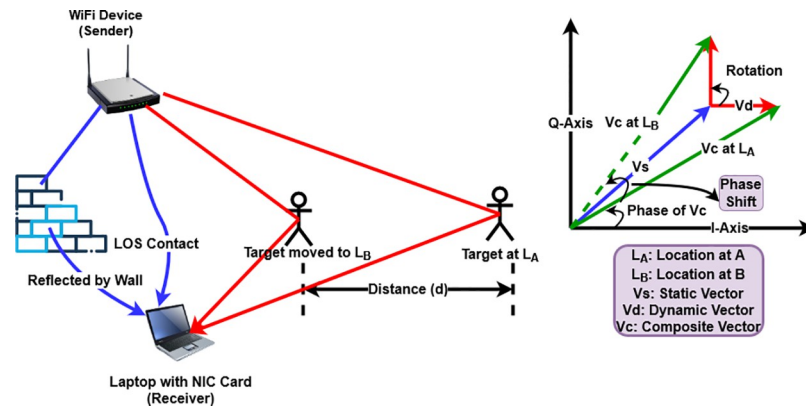 WiFi Device
(Sender)
LOS Contact
Reflected by Wall
Target moved to LB
Target at LA
Distance (d)
Laptop with NIC Card
(Receiver)
Q-Axis
Vc at LB
Rotation
Vd
Vs
Vc at LA
Phase
Shift
Phase of Vc
I-Axis
LA: Location at A
LB: Location at B
Vs: Static Vector
Vd: Dynamic Vector
Vc: Composite Vector